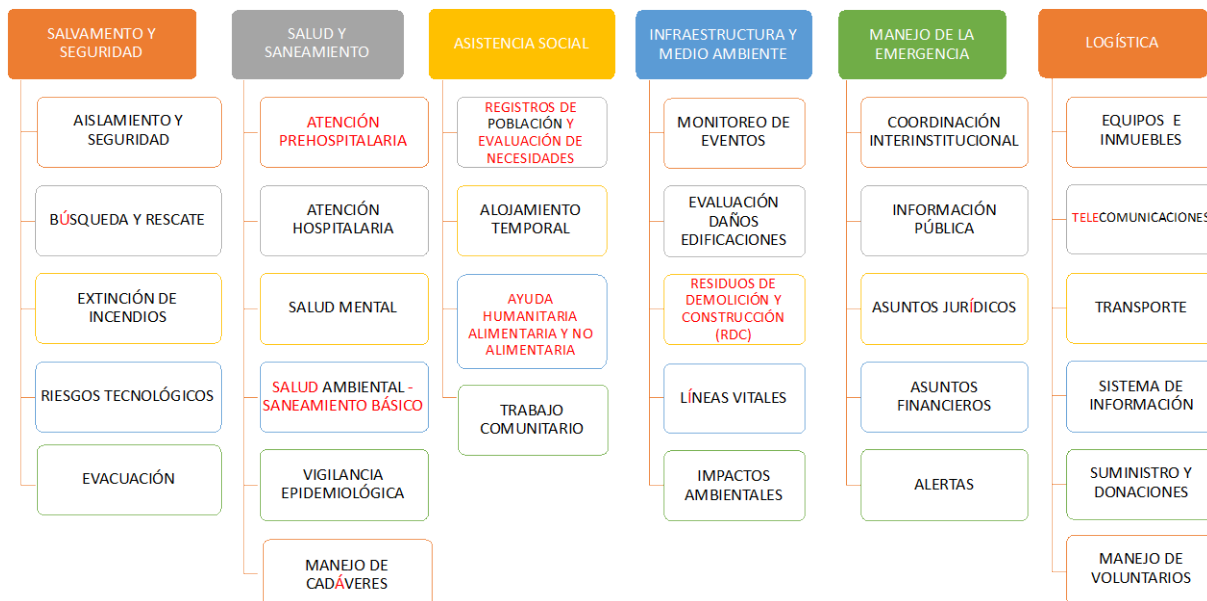 SALVAMENTO Y
SEGURIDAD
AISLAMIENTO Y
SEGURIDAD
BÚSQUEDA Y RESCATE
EXTINCIÓN DE
INCENDIOS
RIESGOS TECNOLÓGICOS
EVACUACIÓN
SALUD Y
SANEAMIENTO
ATENCIÓN
PREHOSPITALARIA
ATENCIÓN
HOSPITALARIA
SALUD MENTAL
SALUD AMBIENTAL -
SANEAMIENTO BÁSICO
VIGILANCIA
EPIDEMIOLÓGICA
MANEJO DE
CADÁVERES
ASISTENCIA SOCIAL
REGISTROS DE
POBLACIÓN Y
EVALUACIÓN DE
NECESIDADES
ALOJAMIENTO
TEMPORAL
AYUDA
HUMANITARIA
ALIMENTARIA Y NO
ALIMENTARIA
TRABAJO
COMUNITARIO
INFRAESTRUCTURA Y
MEDIO AMBIENTE
MONITOREO DE
EVENTOS
EVALUACIÓN
DAÑOS
EDIFICACIONES
RESIDUOS DE
DEMOLICIÓN Y
CONSTRUCCIÓN
(RDC)
LÍNEAS VITALES
IMPACTOS
AMBIENTALES
MANEJO DE LA
EMERGENCIA
COORDINACIÓN
INTERINSTITUCIONAL
INFORMACIÓN
PÚBLICA
ASUNTOS JURÍDICOS
ASUNTOS
FINANCIEROS
ALERTAS
LOGÍSTICA
EQUIPOS E
INMUEBLES
TELECOMUNICACIONES
TRANSPORTE
SISTEMA DE
INFORMACIÓN
SUMINISTRO Y
DONACIONES
MANEJO DE
VOLUNTARIOS